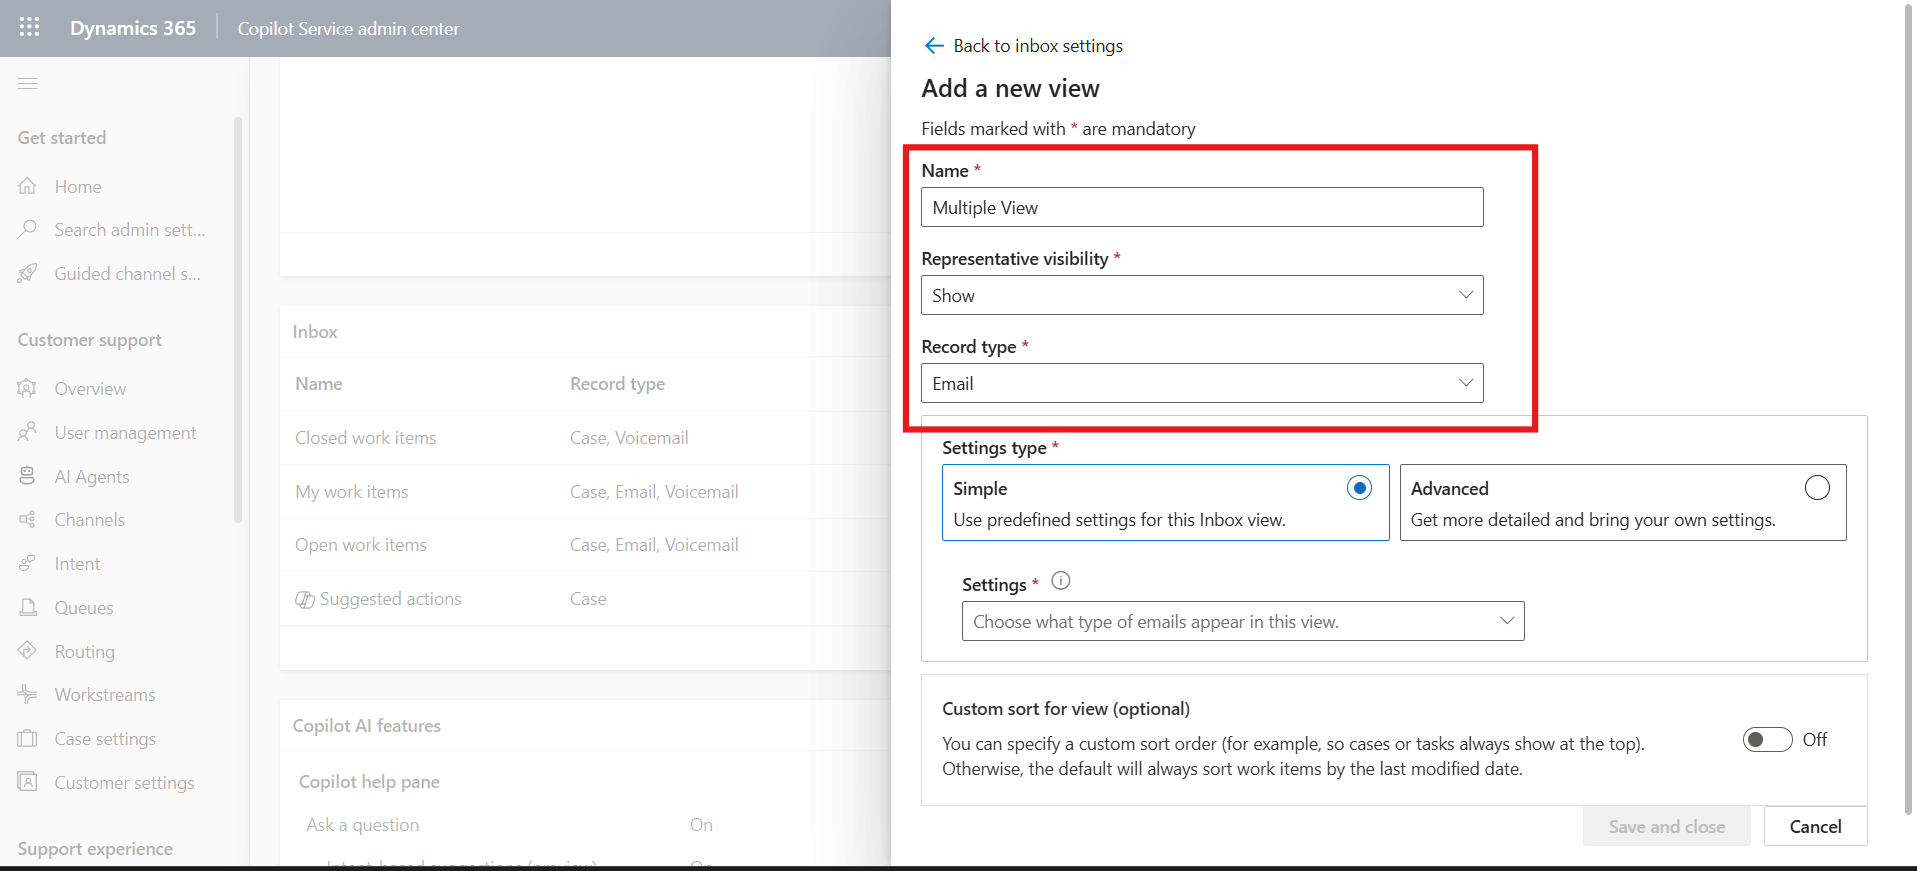 Dynamics 365
Copilot Service admin center
Get started
Home
Search admin sett...
Guided channel s...
Customer support
Overview
User management
AI Agents
Channels
Intent
Queues
Routing
Workstreams
Case settings
Customer settings
Support experience
Inbox
Name Record type
Closed work items Case, Voicemail
My work items Case, Email, Voicemail
Open work items Case, Email, Voicemail
Suggested actions Case
Copilot AI features
Copilot help pane
Ask a question On
Intent-based suggestions (preview) On
Back to inbox settings
Add a new view
Fields marked with * are mandatory
Name *
Multiple View
Representative visibility *
Show
Record type *
Email
Settings type *
Simple
Use predefined settings for this Inbox view.
Advanced
Get more detailed and bring your own settings.
Settings *
Choose what type of emails appear in this view.
Custom sort for view (optional)
You can specify a custom sort order (for example, so cases or tasks always show at the top).
Otherwise, the default will always sort work items by the last modified date.
Off
Save and close
Cancel